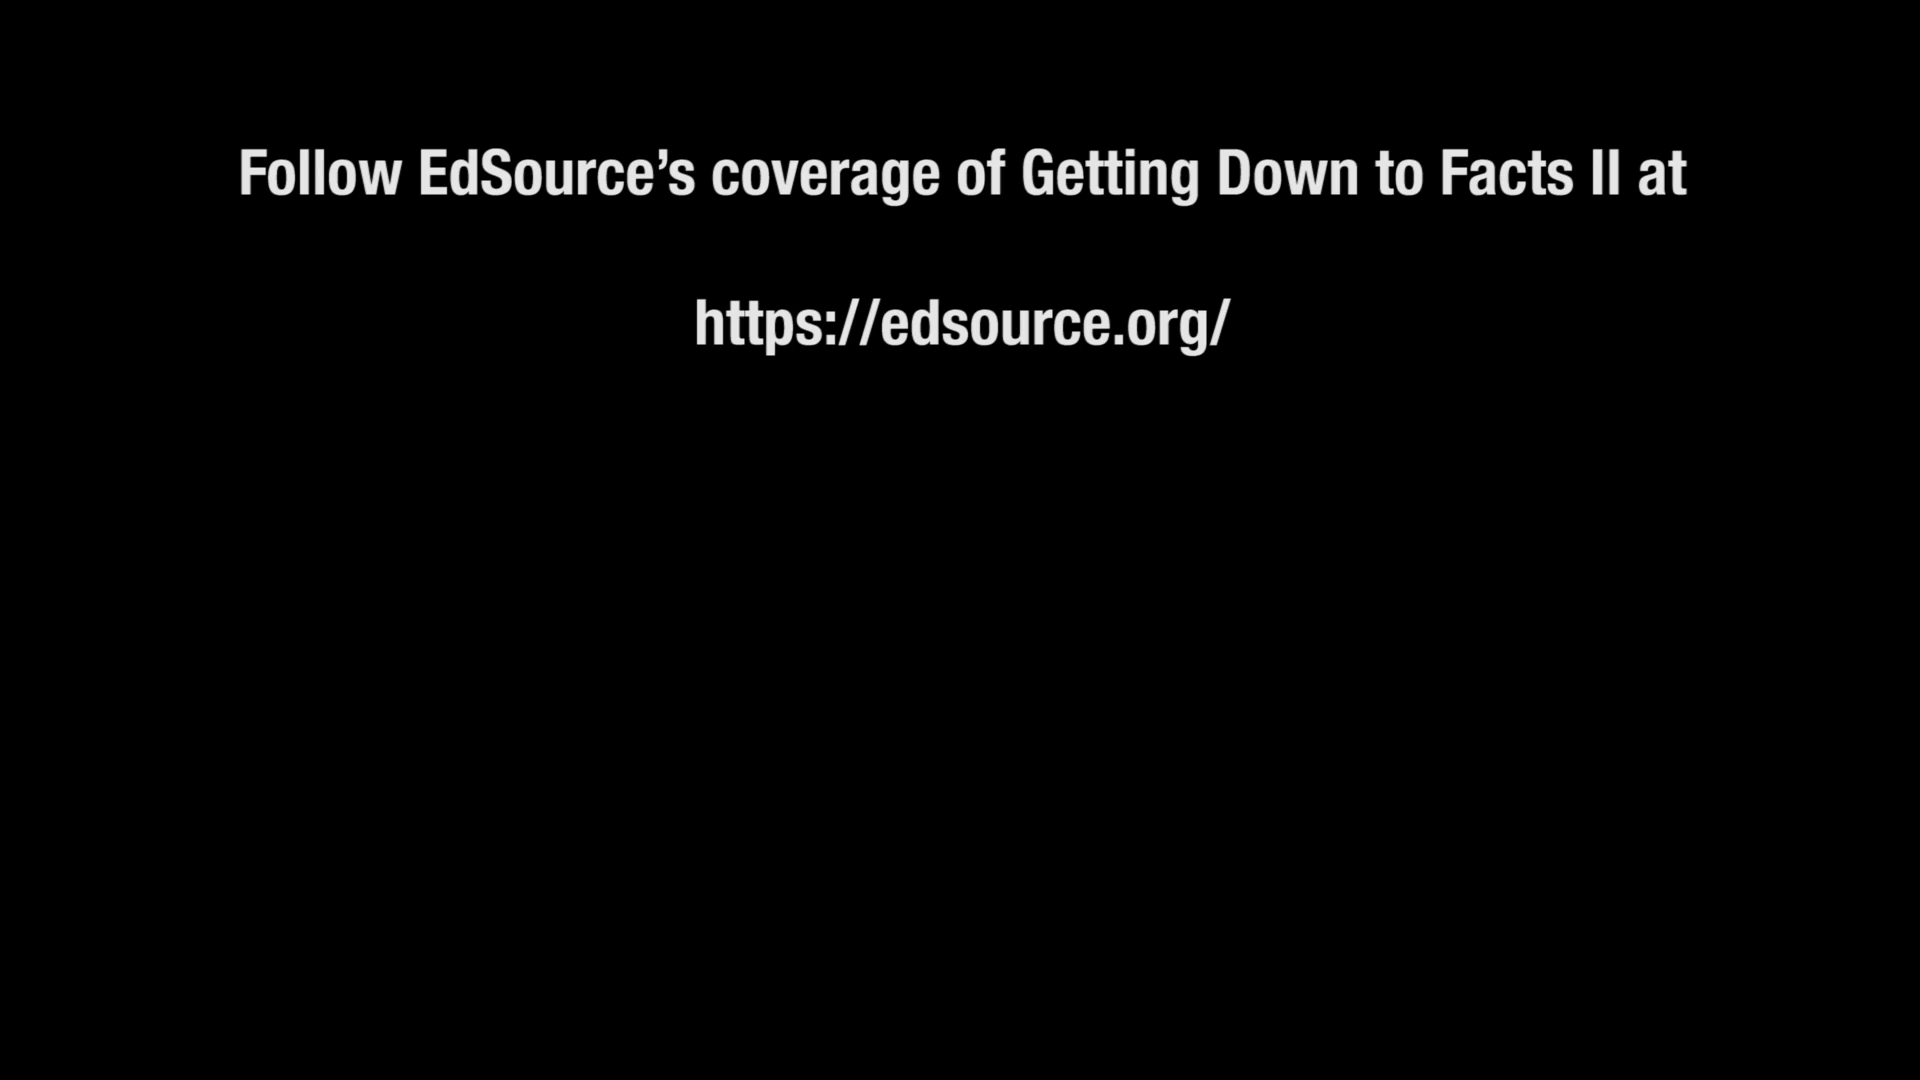 Follow EdSource’s coverage of Getting Down to Facts II at
https://edsource.org/